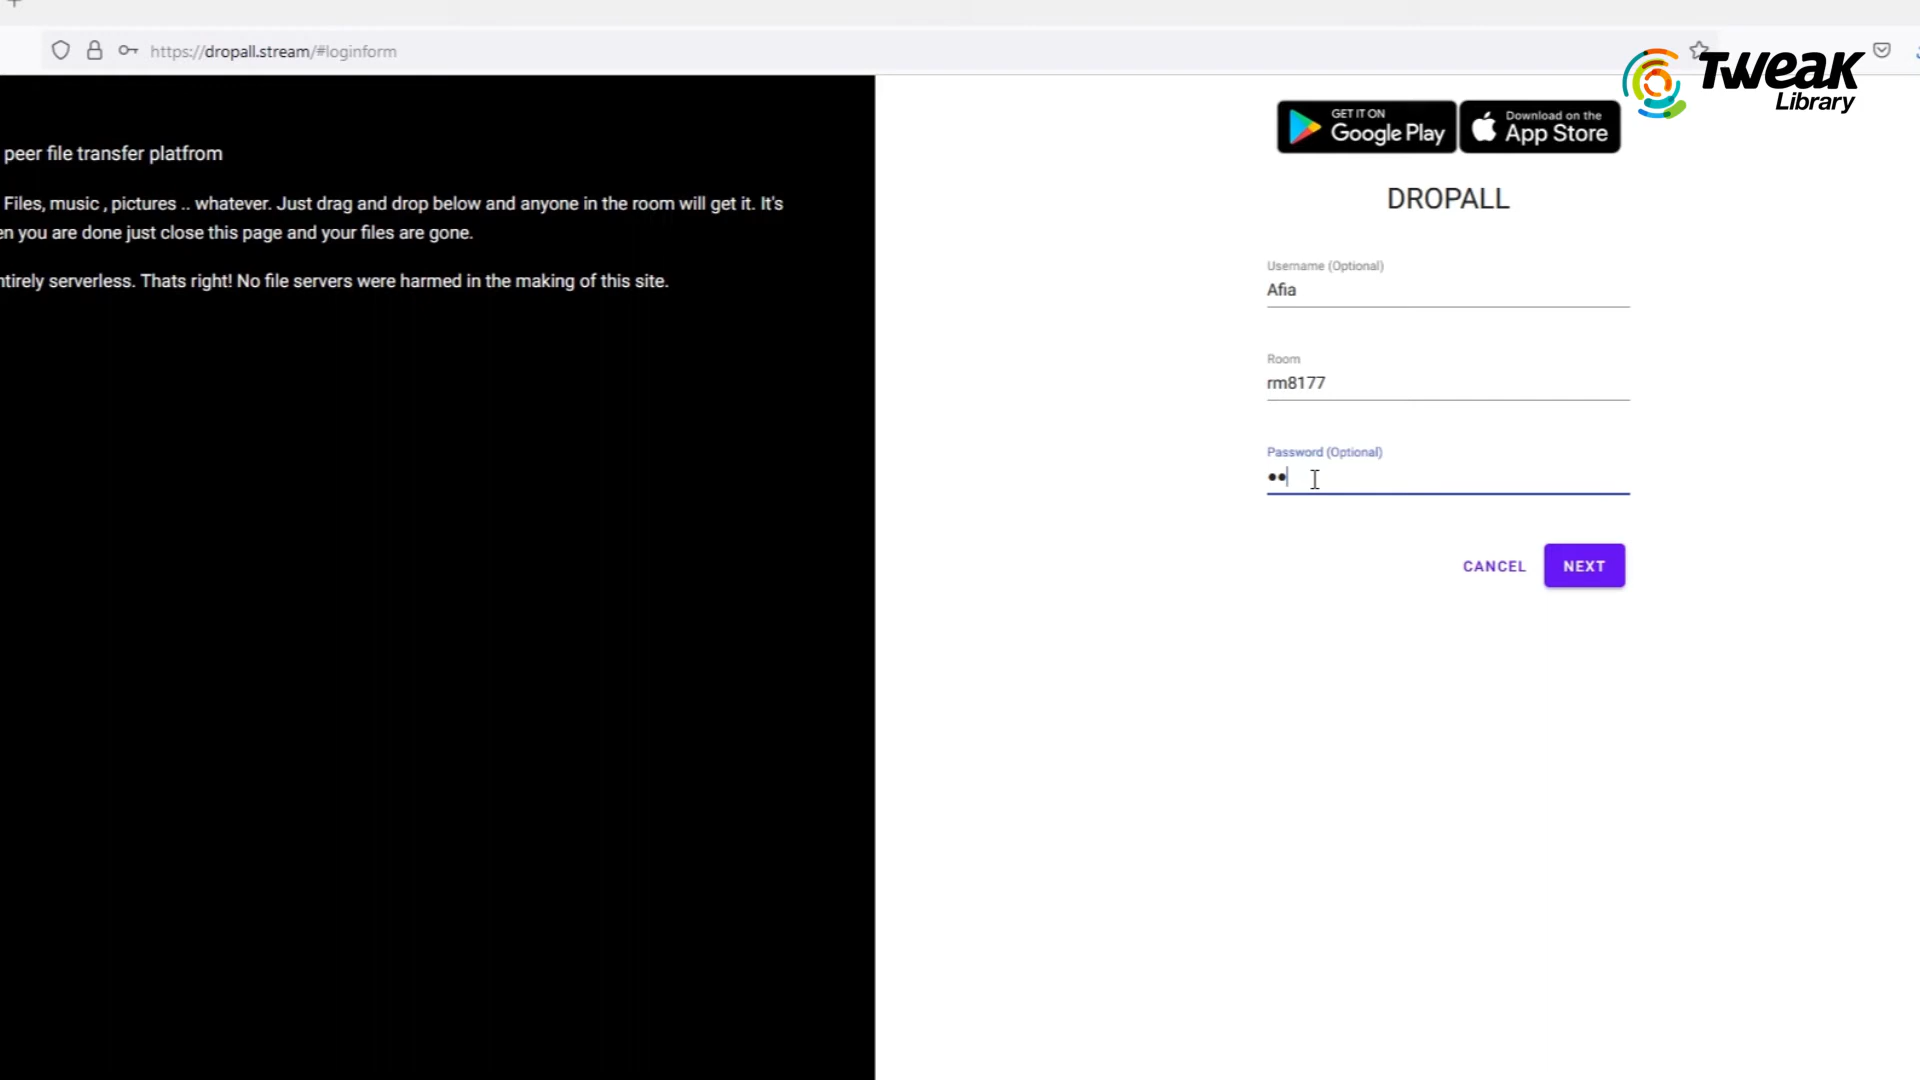 https://dropall.stream/#loginform
TWEAK
Library
GET IT ON
Google Play
Download on the
App Store
peer file transfer platfrom
Files, music , pictures .. whatever. Just drag and drop below and anyone in the room will get it. It's
en you are done just close this page and your files are gone.
ntirely serverless. Thats right! No file servers were harmed in the making of this site.
DROPALL
Username (Optional)
Afia
Room
rm8177
Password (Optional)
••
CANCEL
NEXT